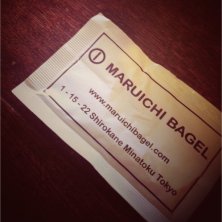 MARUICHI BAGEL
www.maruichibagel.com
1-15-22 Shirokane Minatoku Tokyo